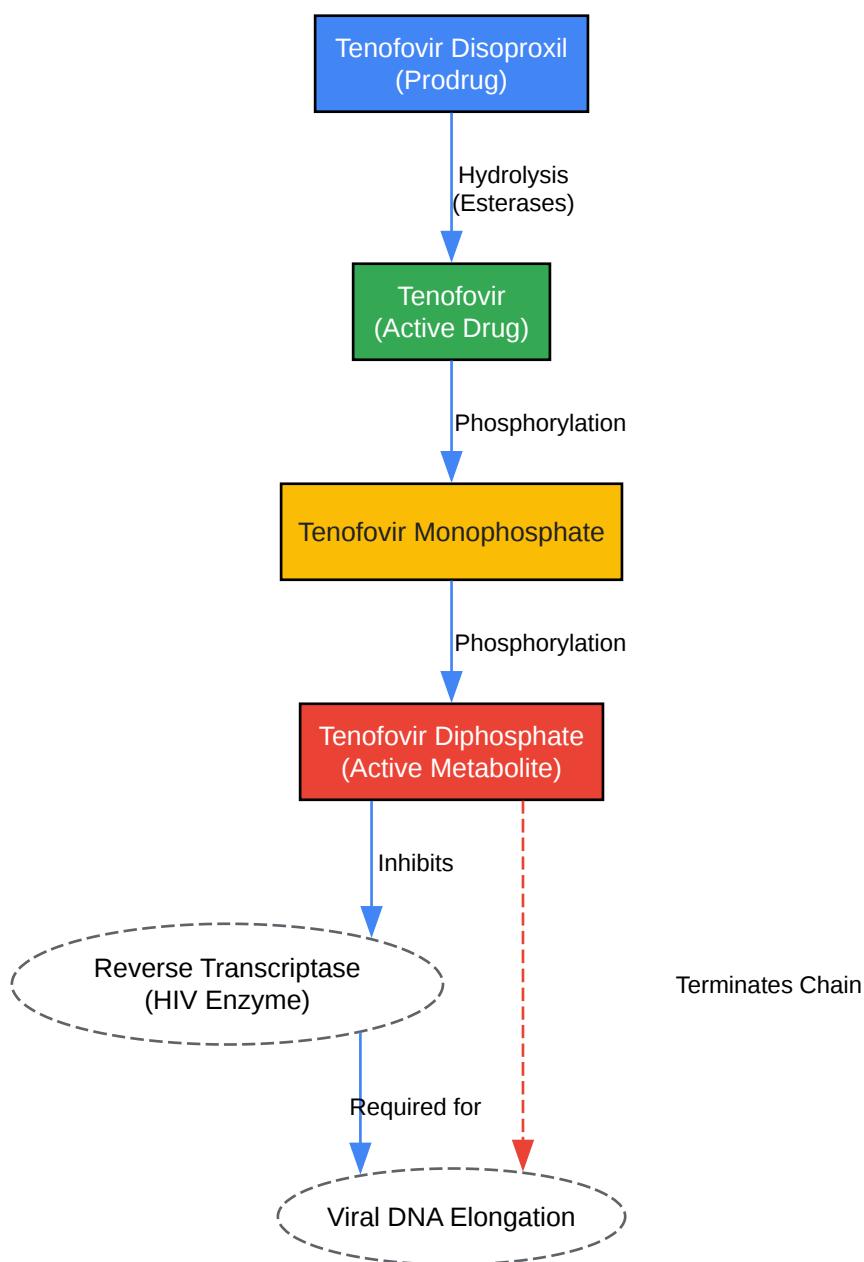 Tenofovir Disoproxil
(Prodrug)
Hydrolysis
(Esterases)
Tenofovir
(Active Drug)
Phosphorylation
Tenofovir Monophosphate
Phosphorylation
Tenofovir Diphosphate
(Active Metabolite)
Inhibits
Reverse Transcriptase
(HIV Enzyme)
Terminates Chain
Required for
Viral DNA Elongation